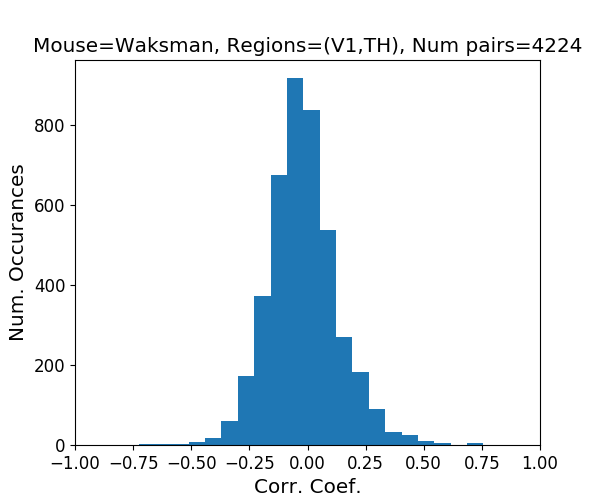 Mouse=Waksman, Regions=(V1,TH), Num pairs=4224
Num. Occurances
800
600
400
200
0
−1.00 −0.75 −0.50 −0.25 0.00 0.25 0.50 0.75 1.00
Corr. Coef.